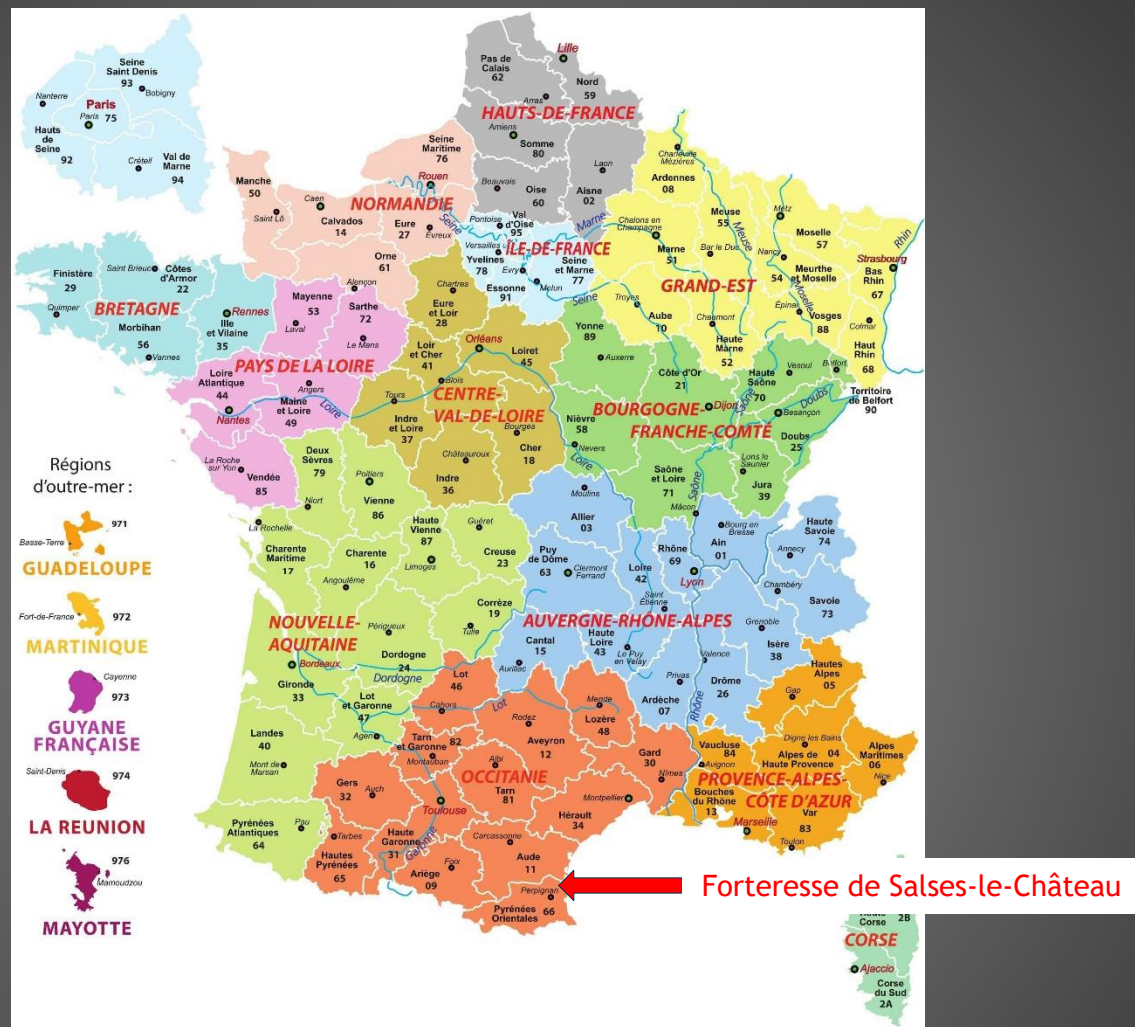 Seine
Saint Denis
93
Bobigny
Nanterre
Paris
Paris
75
Hauts
de
Seine
92
Créteil
Val de
Marne
94
Pas de
Calais
62
Lille
Nord
59
Arras
HAUTS-DE-FRANCE
Amiens
Somme
80
Laon
Beauvais
Oise
60
Aisne
02
Seine
Maritime
76
Rouen
NORMANDIE
Manche
50
Saint Lô
Caen
Calvados
14
Eure
27
Évreux
Seine
Orne
61
Alençon
Pontoise
Val
d'Oise
95
Versailles
ÎLE-DE-FRANCE
Yvelines
78
Evry
Seine
et Marne
77
Essonne
91
Melun
Marne
Seine
Charleville
Mézières
Ardennes
08
Meuse
55
Meuse
Metz
Moselle
57
Chalons en
Champagne
Marne
51
Bar le Duc
Nancy
54
Meurthe
et Moselle
Moselle
Strasbourg
Rhin
Bas
Rhin
67
GRAND-EST
Troyes
Aube
10
Chaumont
Haute
Marne
52
Épinal
Vosges
88
Colmar
Haut
Rhin
68
Finistère
29
Saint Brieuc
Côtes
d'Armor
22
Quimper
BRETAGNE
Rennes
Morbihan
56
Vannes
Ille
et Vilaine
35
Mayenne
53
Laval
Sarthe
72
Le Mans
PAYS DE LA LOIRE
Loire
Atlantique
44
Nantes
Angers
Maine
et Loire
49
Loire
La Roche
sur Yon
Vendée
85
Chartres
Eure
et Loir
28
Orléans
Loir
et Cher
41
Loiret
45
Blois
Tours
CENTRE-
VAL-DE-LOIRE
Indre
et Loire
37
Bourges
Cher
18
Châteauroux
Indre
36
Yonne
89
Auxerre
Côte d'Or
21
Dijon
Haute
Saône
70
Vesoul
Belfort
Territoire
de Belfort
90
Saône
Doubs
Besançon
BOURGOGNE-
FRANCHE-COMTÉ
Nièvre
58
Nevers
Loire
Doubs
25
Saône
et Loire
71
Lons le
Saunier
Jura
39
Mâcon
Saône
Deux
Sèvres
79
Poitiers
Niort
Vienne
86
La Rochelle
Haute
Vienne
87
Limoges
Guéret
Creuse
23
Charente
Maritime
17
Charente
16
Angoulême
Corrèze
19
Tulle
NOUVELLE-
AQUITAINE
Périgueux
Dordogne
24
Dordogne
Bordeaux
Gironde
33
Lot
et Garonne
47
Agen
Landes
40
Mont de
Marsan
Pyrénées
Atlantiques
64
Pau
Moulins
Allier
03
Puy
de Dôme
63
Clermont
Ferrand
Loire
42
Rhône
69
Lyon
Ain
01
Bourg en
Bresse
Haute
Savoie
74
Annecy
Chambéry
Savoie
73
Saint
Étienne
AUVERGNE-RHÔNE-ALPES
Grenoble
Isère
38
Cantal
15
Aurillac
Haute
Loire
43
Le Puy
en Velay
Valence
Privas
Ardèche
07
Drôme
26
Rhône
Lot
46
Cahors
Lot
Mende
Lozère
48
Rodez
Aveyron
12
Tarn
et Garonne
82
Montauban
Albi
Tarn
81
OCCITANIE
Gard
30
Nîmes
Gers
32
Auch
Toulouse
Montpellier
Hérault
34
Tarbes
Haute
Garonne
31
Garonne
Carcassonne
Aude
11
Hautes
Pyrénées
65
Foix
Ariège
09
Perpignan
Pyrénées
Orientales
66
Hautes
Alpes
05
Gap
Vaucluse
84
Avignon
Digne les Bains
Alpes de
Haute Provence
04
Alpes
Maritimes
06
Nice
PROVENCE-ALPES-
CÔTE D'AZUR
Bouches
du Rhône
13
Marseille
Var
83
Toulon
Forteresse de Salses-le-Château
Corse
2B
CORSE
Ajaccio
Corse
du Sud
2A
Régions
d'outre-mer :
971
Basse-Terre
GUADELOUPE
972
Fort-de-France
MARTINIQUE
Cayenne
973
GUYANE
FRANÇAISE
Saint-Denis
974
LA REUNION
976
Mamoudzou
MAYOTTE